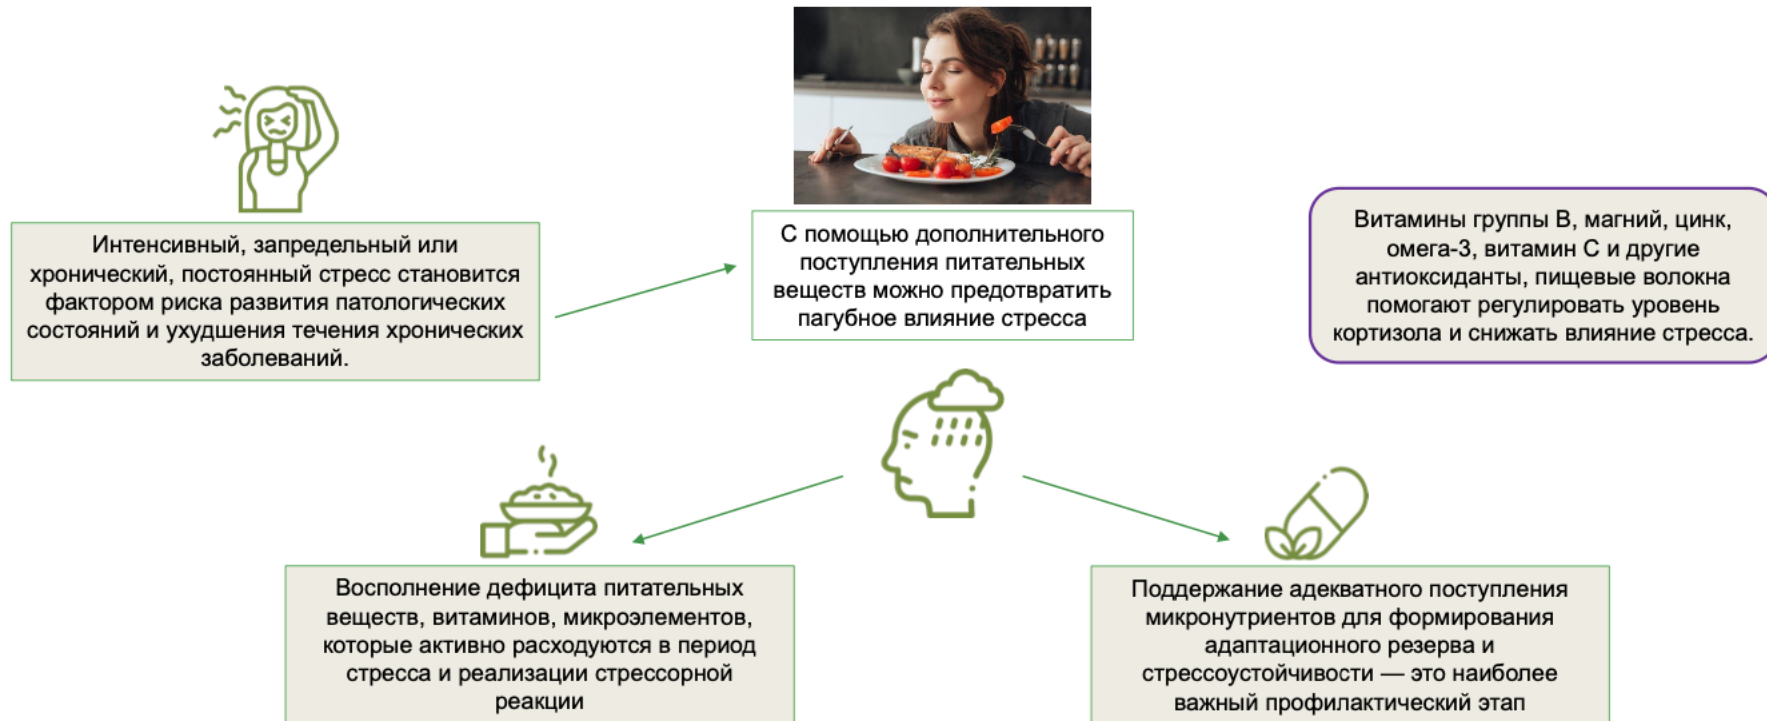 Интенсивный, запредельный или
хронический, постоянный стресс становится
фактором риска развития патологических
состояний и ухудшения течения хронических
заболеваний.
С помощью дополнительного
поступления питательных
веществ можно предотвратить
пагубное влияние стресса
Витамины группы В, магний, цинк,
омега-3, витамин С и другие
антиоксиданты, пищевые волокна
помогают регулировать уровень
кортизола и снижать влияние стресса.
Восполнение дефицита питательных
веществ, витаминов, микроэлементов,
которые активно расходуются в период
стресса и реализации стрессорной
реакции
Поддержание адекватного поступления
микронутриентов для формирования
адаптационного резерва и
стрессоустойчивости — это наиболее
важный профилактический этап